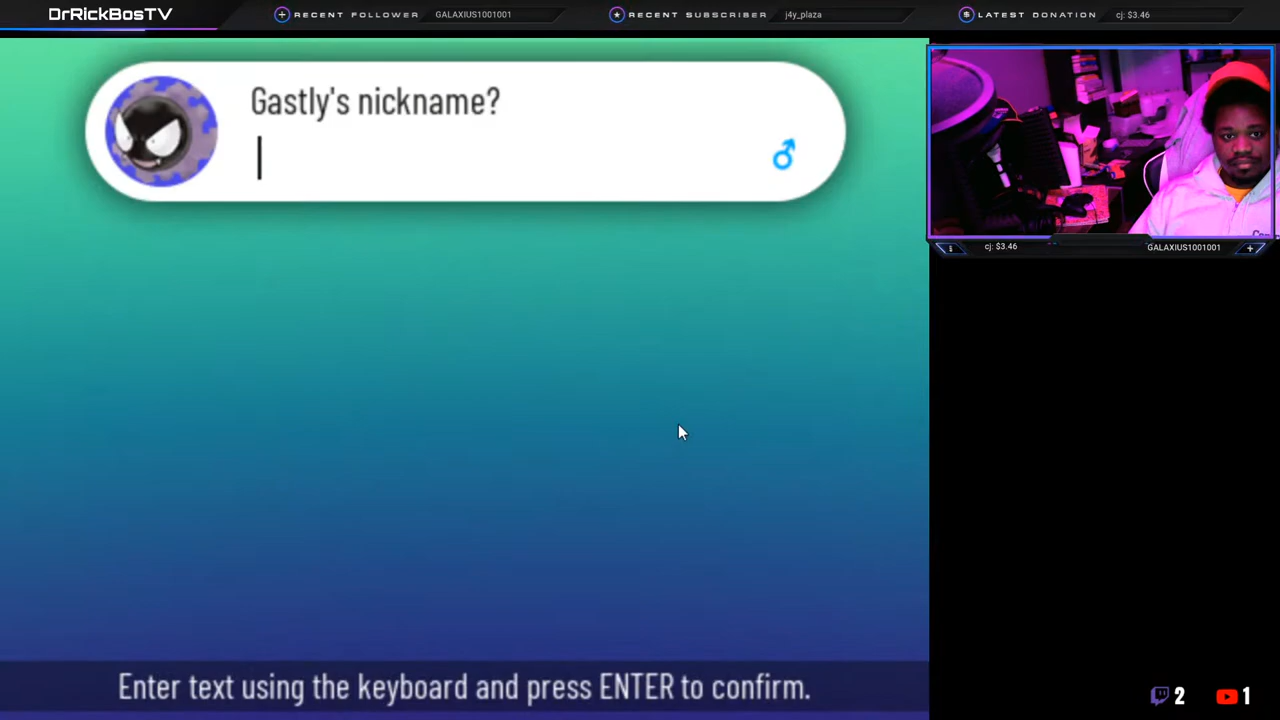 DrRickBosTV
RECENT FOLLOWER GALAXIUS1001001
RECENT SUBSCRIBER j4y_plaza
LATEST DONATION cj: $3.46
Gastly's nickname?
cj: $3.46
GALAXIUS1001001
Enter text using the keyboard and press ENTER to confirm.
2
1